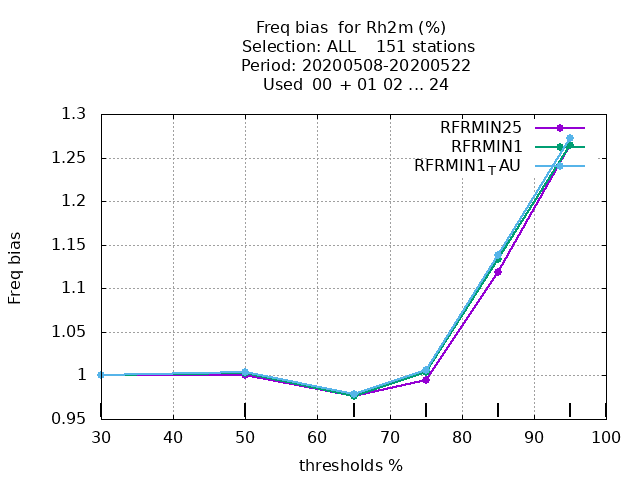 Freq bias  for Rh2m (%)
Selection: ALL    151 stations
Period: 20200508-20200522
Used  00 + 01 02 ... 24
RFRMIN25
RFRMIN1
RFRMIN1TAU
1.3
1.25
1.2
1.15
1.1
1.05
1
0.95
Freq bias
30 40 50 60 70 80 90 100
thresholds %